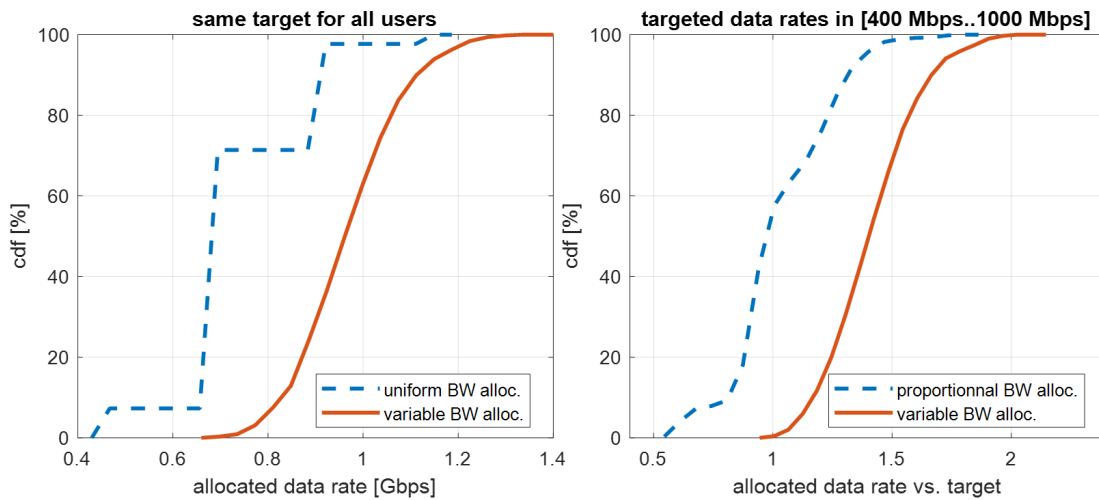 same target for all users
100
80
60
40
20
0
cdf [%]
0.4 0.6 0.8 1 1.2 1.4
allocated data rate [Gbps]
uniform BW alloc.
variable BW alloc.
targeted data rates in [400 Mbps..1000 Mbps]
100
80
60
40
20
0
cdf [%]
0.5 1 1.5 2
allocated data rate vs. target
proportionnal BW alloc.
variable BW alloc.